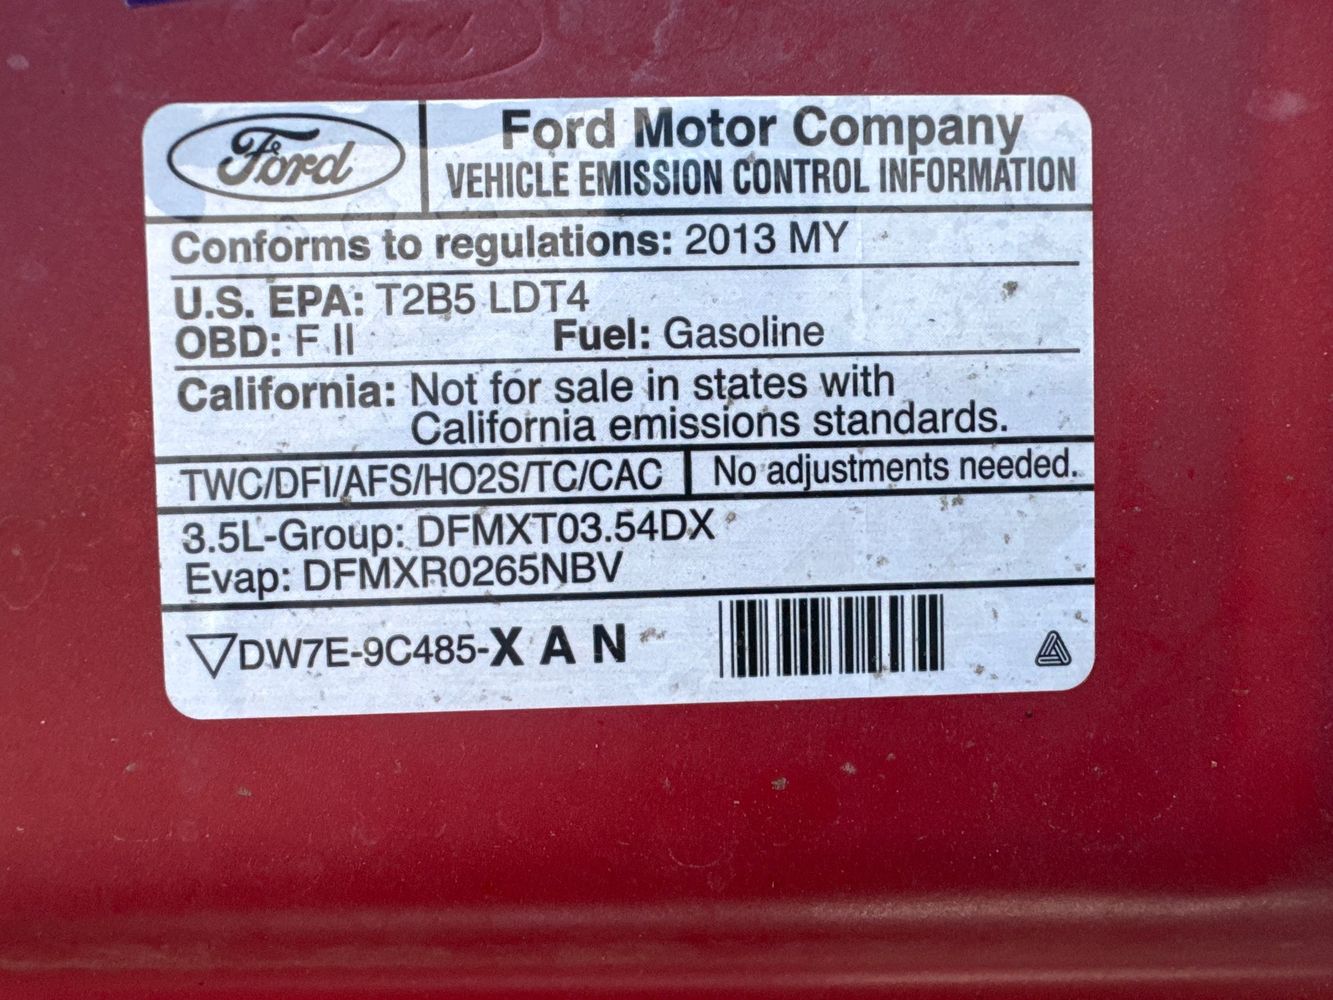 Ford
Ford
Ford Motor Company
VEHICLE EMISSION CONTROL INFORMATION
Conforms to regulations: 2013 MY
U.S. EPA: T2B5 LDT4
OBD: F II Fuel: Gasoline
California: Not for sale in states with
California emissions standards.
TWC/DFI/AFS/HO2S/TC/CAC No adjustments needed.
3.5L-Group: DFMXT03.54DX
Evap: DFMXR0265NBV
DW7E-9C485-X A N